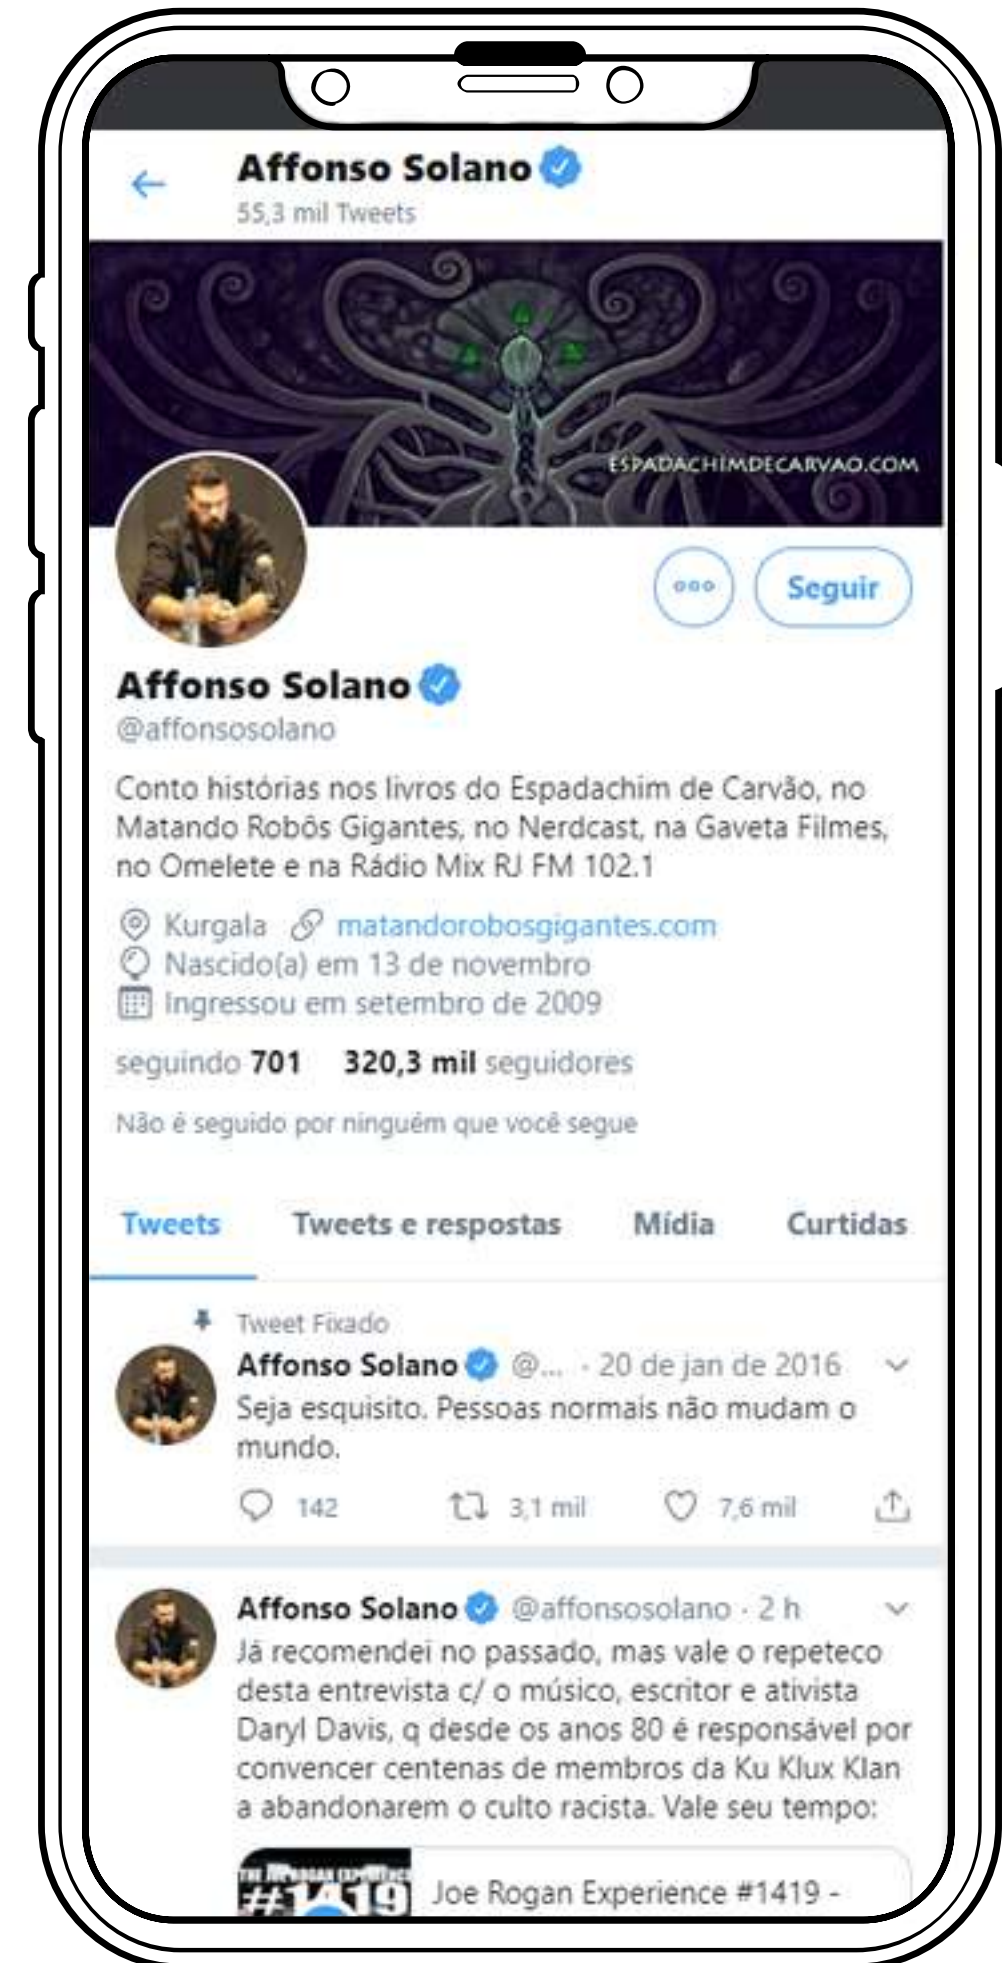 Affonso Solano
55,3 mil Tweets
ESPADACHIMDECARVAO.COM
Seguir
Affonso Solano
@affonsosolano
Conto histórias nos livros do Espadachim de Carvão, no
Matando Robôs Gigantes, no Nerdcast, na Gaveta Filmes,
no Omelete e na Rádio Mix RJ FM 102.1
Kurgala matandorobosgigantes.com
Nascido(a) em 13 de novembro
Ingressou em setembro de 2009
seguindo 701 320,3 mil seguidores
Não é seguido por ninguém que você segue
Tweets Tweets e respostas Mídia Curtidas
Tweet Fixado
Affonso Solano @... · 20 de jan de 2016
Seja esquisito. Pessoas normais não mudam o
mundo.
142 3,1 mil 7,6 mil
Affonso Solano @affonsosolano · 2 h
Já recomendei no passado, mas vale o repeteco
desta entrevista c/ o músico, escritor e ativista
Daryl Davis, q desde os anos 80 é responsável por
convencer centenas de membros da Ku Klux Klan
a abandonarem o culto racista. Vale seu tempo:
THE JOE ROGAN EXPERIENCE
#1419
Joe Rogan Experience #1419 -